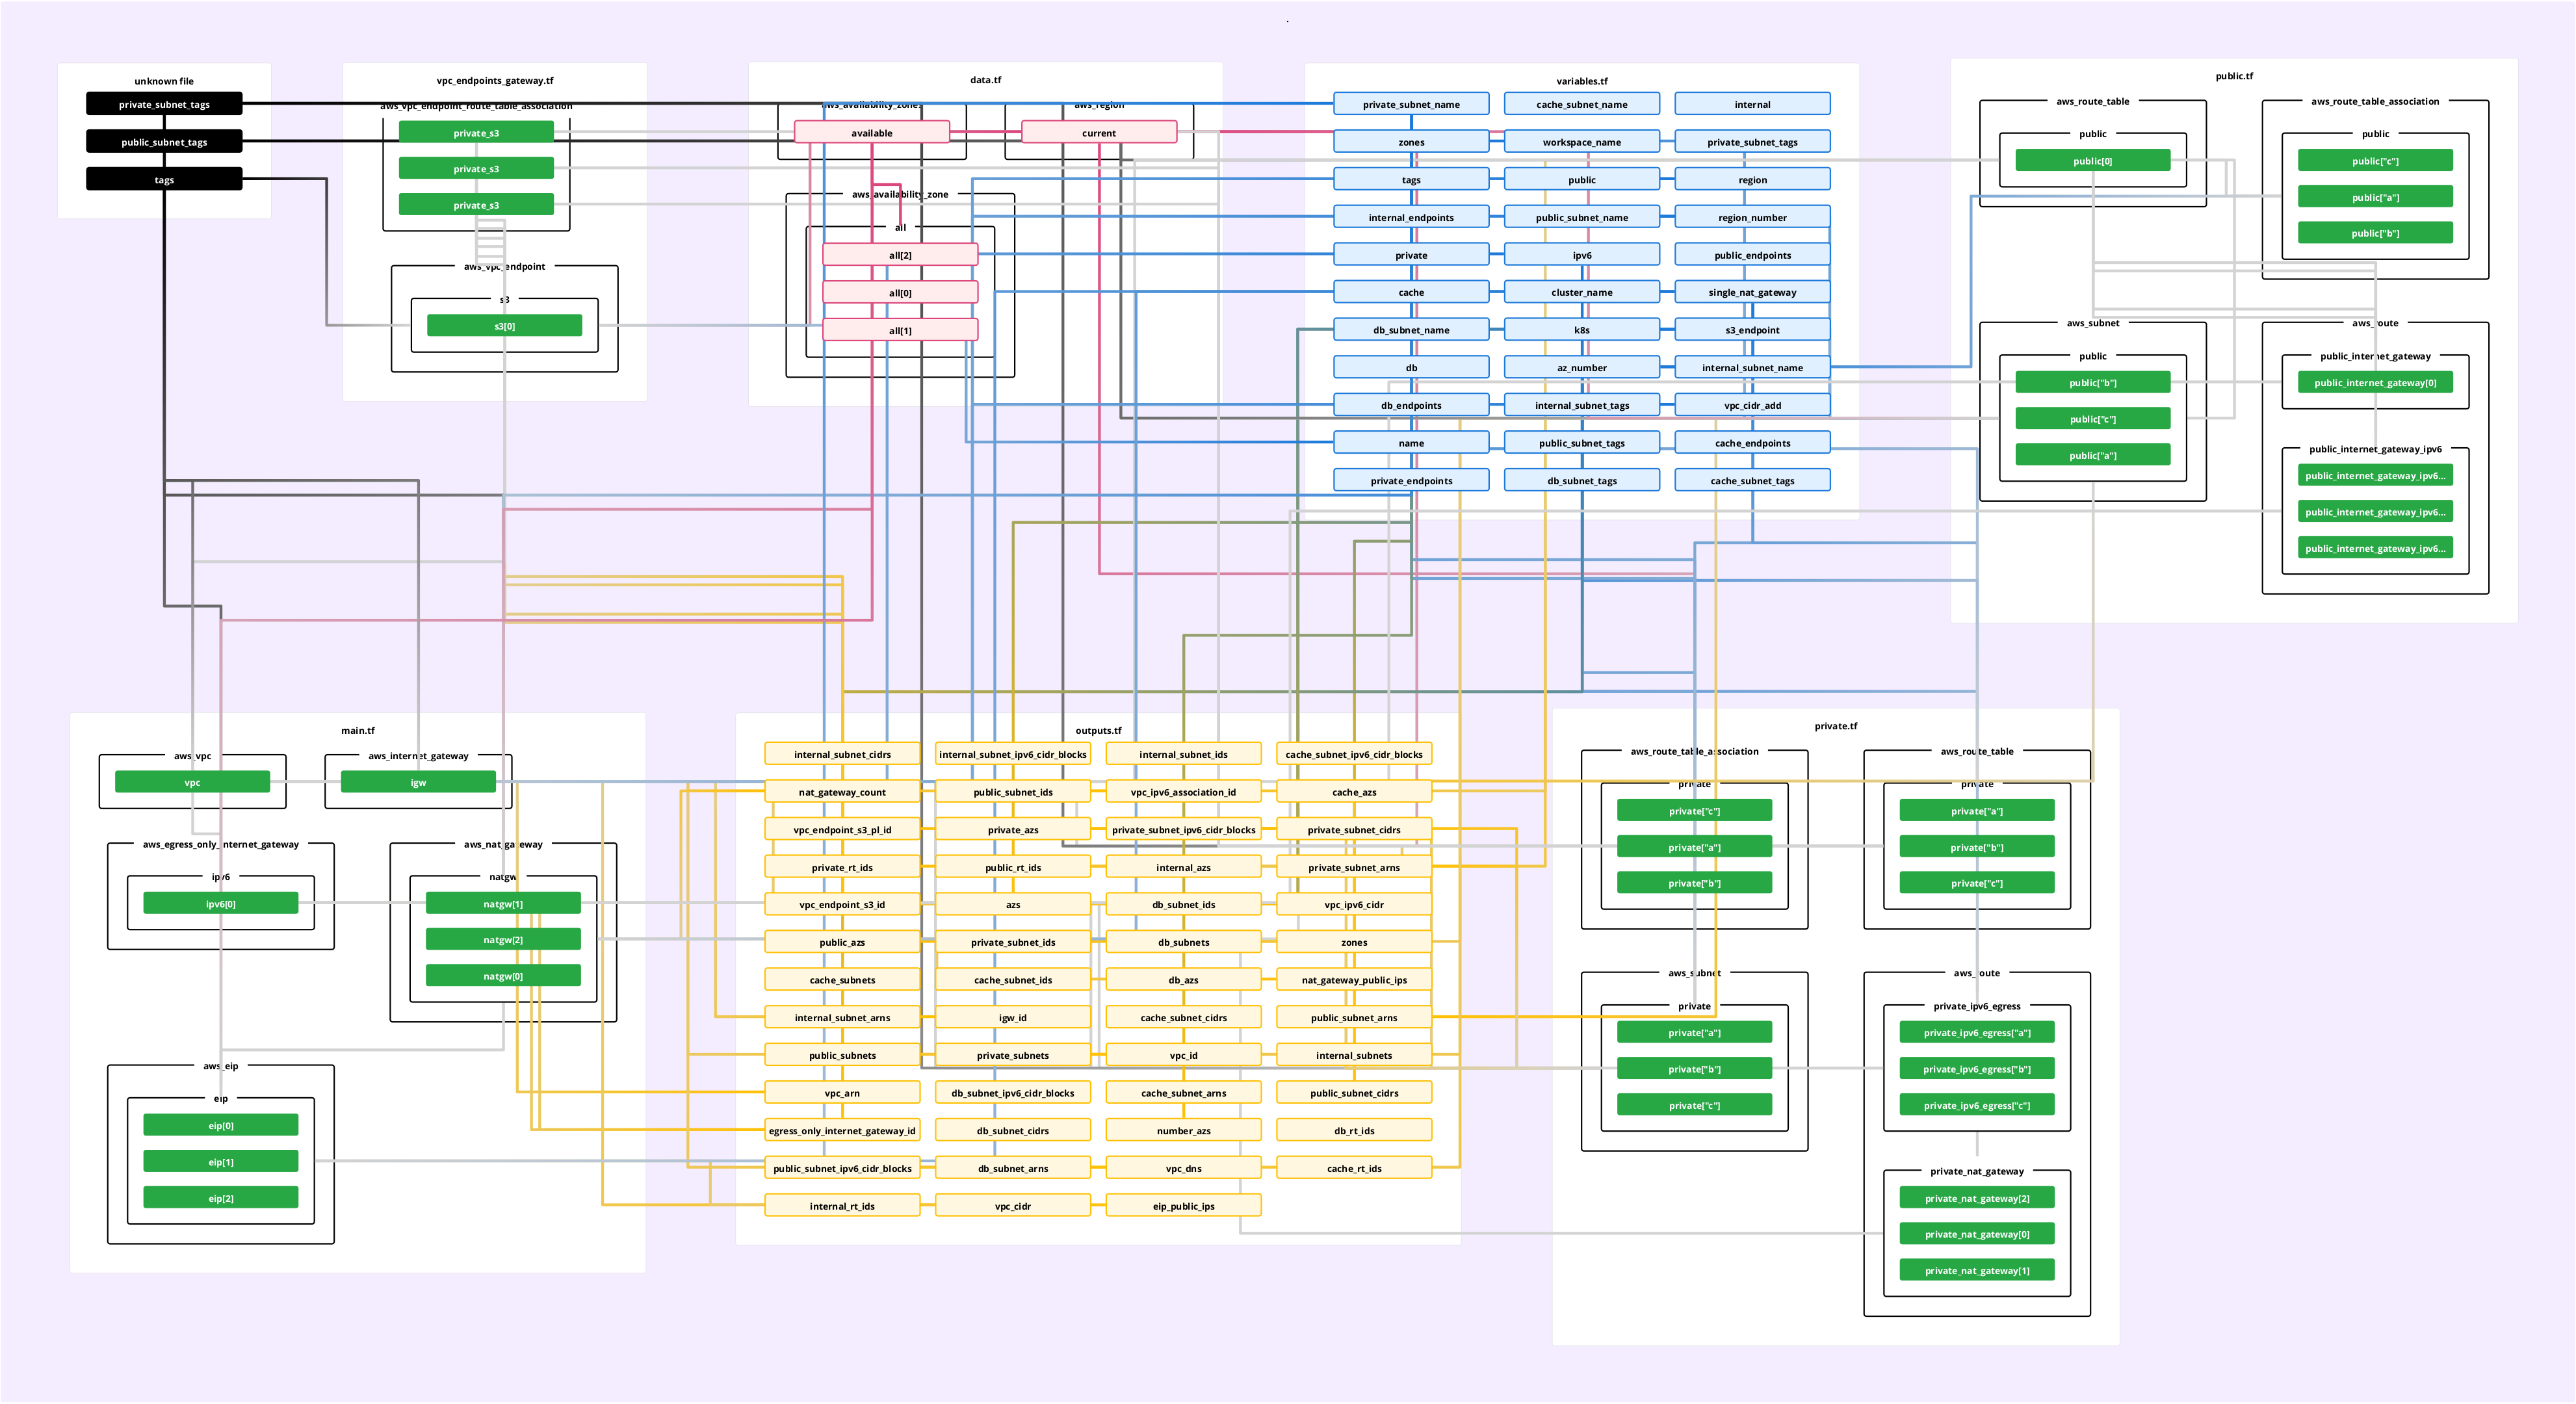 .
unknown file
private_subnet_tags
public_subnet_tags
tags
vpc_endpoints_gateway.tf
aws_vpc_endpoint_route_table_association
private_s3
private_s3
private_s3
aws_vpc_endpoint
s3
s3[0]
data.tf
aws_availability_zones
available
aws_region
current
aws_availability_zone
all
all[2]
all[0]
all[1]
variables.tf
private_subnet_name
cache_subnet_name
internal
zones
workspace_name
private_subnet_tags
tags
public
region
internal_endpoints
public_subnet_name
region_number
private
ipv6
public_endpoints
cache
cluster_name
single_nat_gateway
db_subnet_name
k8s
s3_endpoint
db
az_number
internal_subnet_name
db_endpoints
internal_subnet_tags
vpc_cidr_add
name
public_subnet_tags
cache_endpoints
private_endpoints
db_subnet_tags
cache_subnet_tags
public.tf
aws_route_table
public
public[0]
aws_route_table_association
public
public["c"]
public["a"]
public["b"]
aws_subnet
public
public["b"]
public["c"]
public["a"]
aws_route
public_internet_gateway
public_internet_gateway[0]
public_internet_gateway_ipv6
public_internet_gateway_ipv6...
public_internet_gateway_ipv6...
public_internet_gateway_ipv6...
main.tf
aws_vpc
vpc
aws_internet_gateway
igw
aws_egress_only_internet_gateway
ipv6
ipv6[0]
aws_nat_gateway
natgw
natgw[1]
natgw[2]
natgw[0]
aws_eip
eip
eip[0]
eip[1]
eip[2]
outputs.tf
internal_subnet_cidrs
internal_subnet_ipv6_cidr_blocks
internal_subnet_ids
cache_subnet_ipv6_cidr_blocks
nat_gateway_count
public_subnet_ids
vpc_ipv6_association_id
cache_azs
vpc_endpoint_s3_pl_id
private_azs
private_subnet_ipv6_cidr_blocks
private_subnet_cidrs
private_rt_ids
public_rt_ids
internal_azs
private_subnet_arns
vpc_endpoint_s3_id
azs
db_subnet_ids
vpc_ipv6_cidr
public_azs
private_subnet_ids
db_subnets
zones
cache_subnets
cache_subnet_ids
db_azs
nat_gateway_public_ips
internal_subnet_arns
igw_id
cache_subnet_cidrs
public_subnet_arns
public_subnets
private_subnets
vpc_id
internal_subnets
vpc_arn
db_subnet_ipv6_cidr_blocks
cache_subnet_arns
public_subnet_cidrs
egress_only_internet_gateway_id
db_subnet_cidrs
number_azs
db_rt_ids
public_subnet_ipv6_cidr_blocks
db_subnet_arns
vpc_dns
cache_rt_ids
internal_rt_ids
vpc_cidr
eip_public_ips
private.tf
aws_route_table_association
private
private["c"]
private["a"]
private["b"]
aws_route_table
private
private["a"]
private["b"]
private["c"]
aws_subnet
private
private["a"]
private["b"]
private["c"]
aws_route
private_ipv6_egress
private_ipv6_egress["a"]
private_ipv6_egress["b"]
private_ipv6_egress["c"]
private_nat_gateway
private_nat_gateway[2]
private_nat_gateway[0]
private_nat_gateway[1]